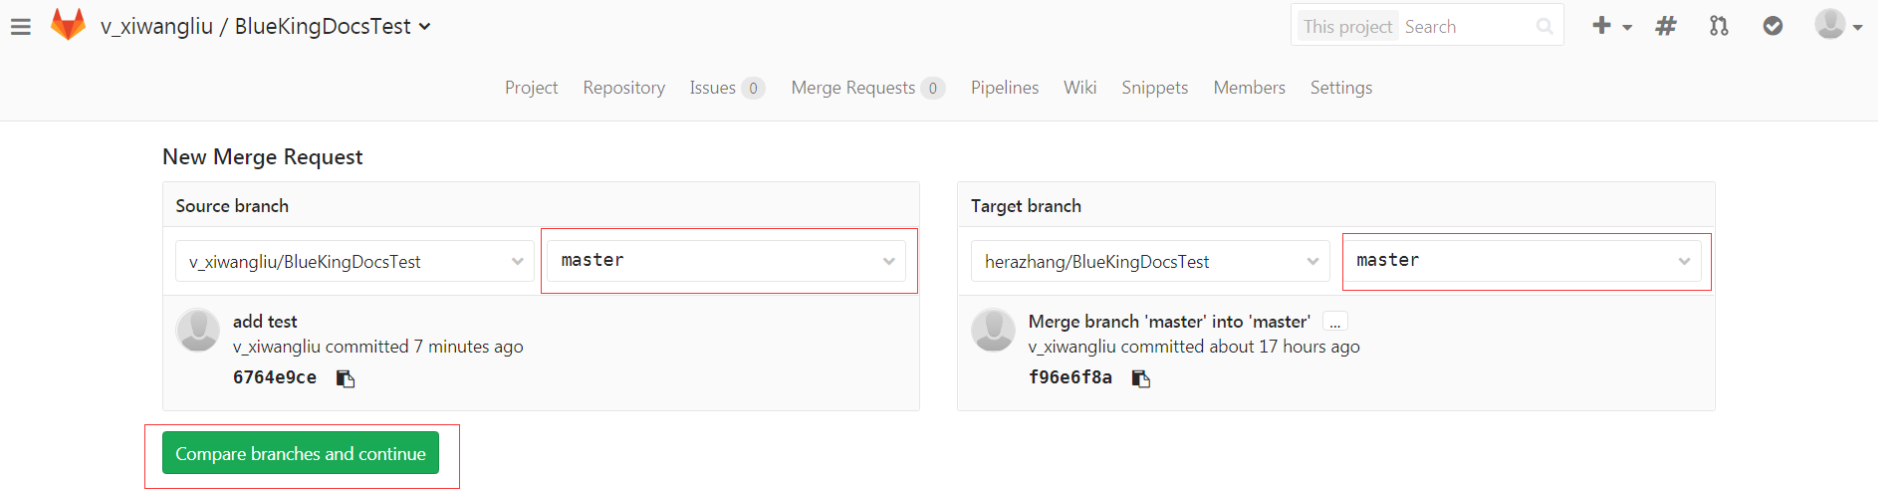 v_xiwangliu / BlueKingDocsTest
This project Search
Project Repository Issues 0 Merge Requests 0 Pipelines Wiki Snippets Members Settings
New Merge Request
Source branch
v_xiwangliu/BlueKingDocsTest master
add test
v_xiwangliu committed 7 minutes ago
6764e9ce
Target branch
herazhang/BlueKingDocsTest master
Merge branch 'master' into 'master' ...
v_xiwangliu committed about 17 hours ago
f96e6f8a
Compare branches and continue